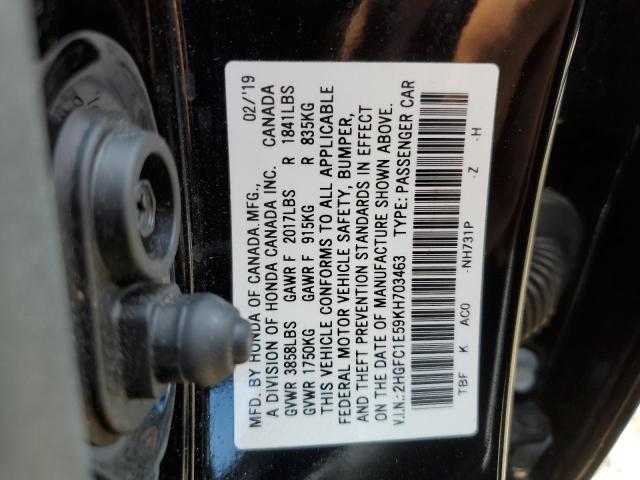 MFD. BY HONDA OF CANADA MFG., 02/'19
A DIVISION OF HONDA CANADA INC. CANADA
GVWR 3858LBS GAWR F 2017LBS R 1841LBS
GVWR 1750KG GAWR F 915KG R 835KG
THIS VEHICLE CONFORMS TO ALL APPLICABLE
FEDERAL MOTOR VEHICLE SAFETY, BUMPER,
AND THEFT PREVENTION STANDARDS IN EFFECT
ON THE DATE OF MANUFACTURE SHOWN ABOVE.
V.I.N.: 2HGFC1E59KH703463 TYPE: PASSENGER CAR
TBF K AC0 -NH731P -Z -H